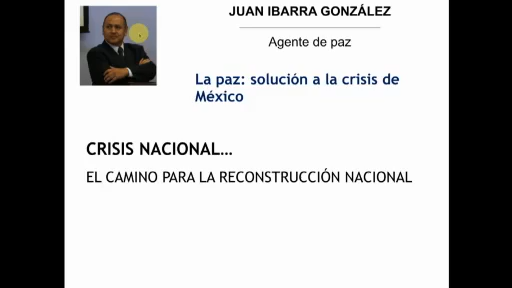 JUAN IBARRA GONZÁLEZ
Agente de paz
La paz: solución a la crisis de
México
CRISIS NACIONAL...
EL CAMINO PARA LA RECONSTRUCCIÓN NACIONAL